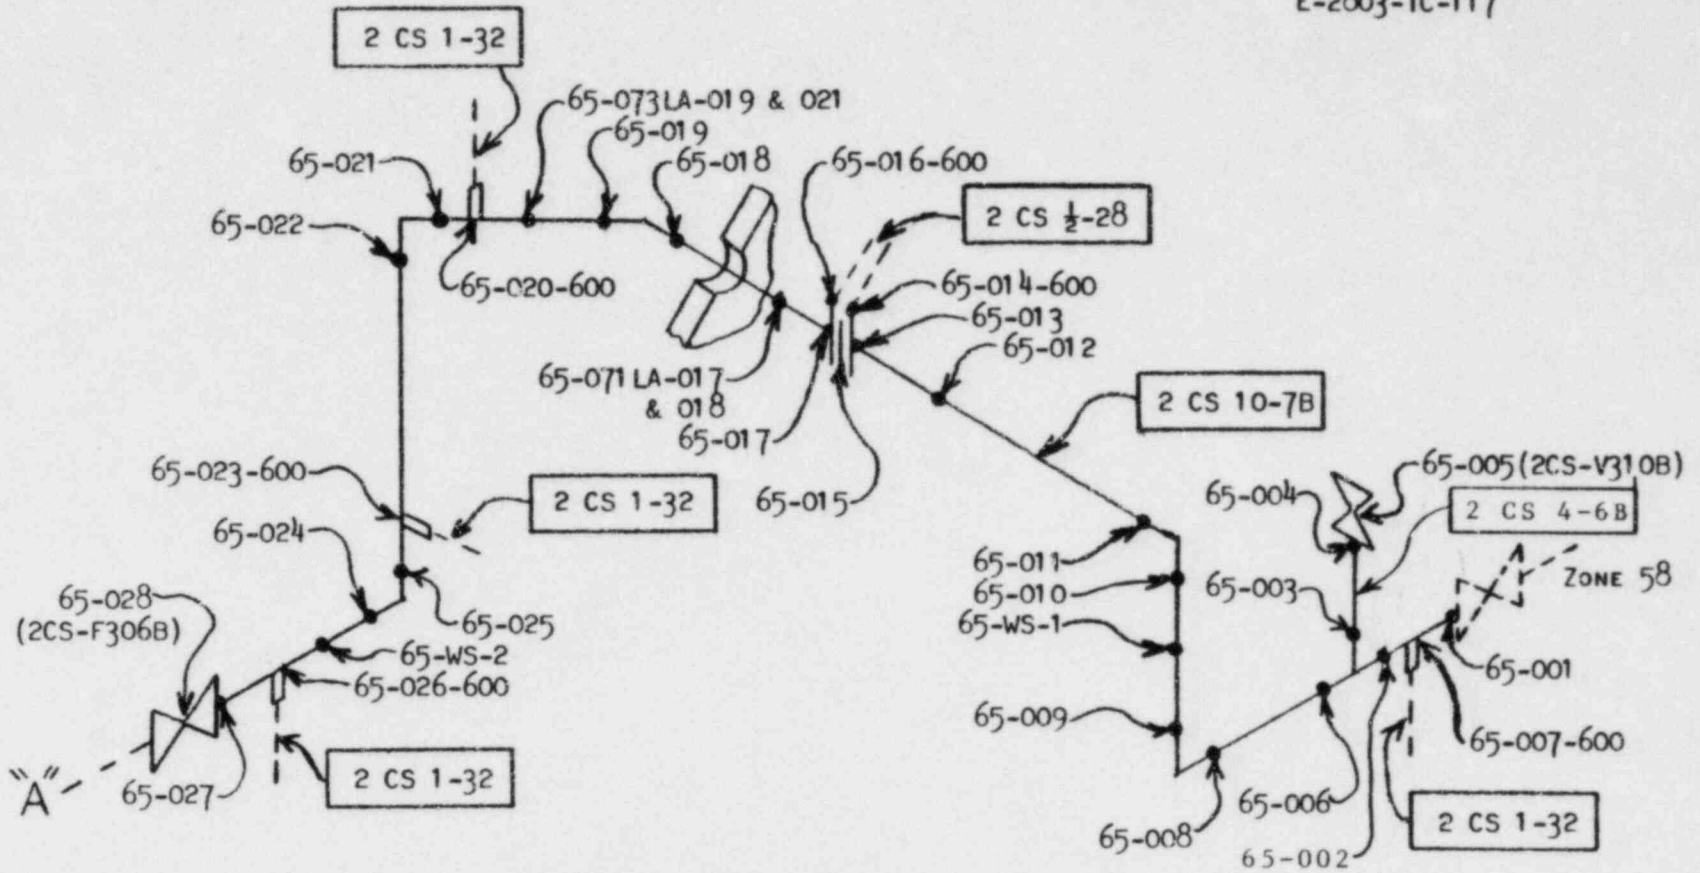 E-2003-IC-117
2 CS 1-32
65-073LA-019 & 021
65-019
65-021
65-018
65-016-600
2 CS ½-28
65-022
65-020-600
65-014-600
65-013
65-012
65-071LA-017
& 018
65-017
2 CS 10-7B
65-023-600
2 CS 1-32
65-015
65-004
65-005(2CS-V310B)
2 CS 4-6B
65-024
65-011
65-010
65-003
ZONE 58
65-028
(2CS-F306B)
65-025
65-WS-1
65-WS-2
65-026-600
65-001
65-009
65-007-600
"A"
65-027
2 CS 1-32
65-006
65-008
2 CS 1-32
65-002